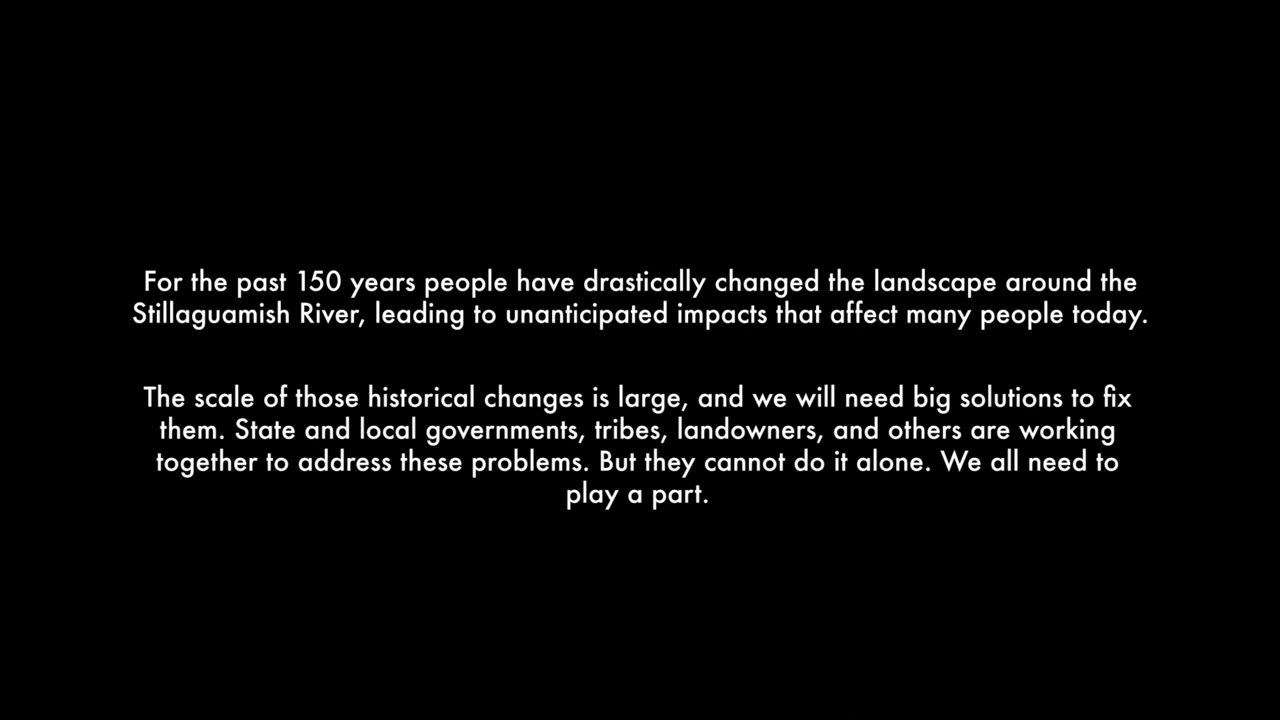 For the past 150 years people have drastically changed the landscape around the
Stillaguamish River, leading to unanticipated impacts that affect many people today.
The scale of those historical changes is large, and we will need big solutions to fix
them. State and local governments, tribes, landowners, and others are working
together to address these problems. But they cannot do it alone. We all need to
play a part.